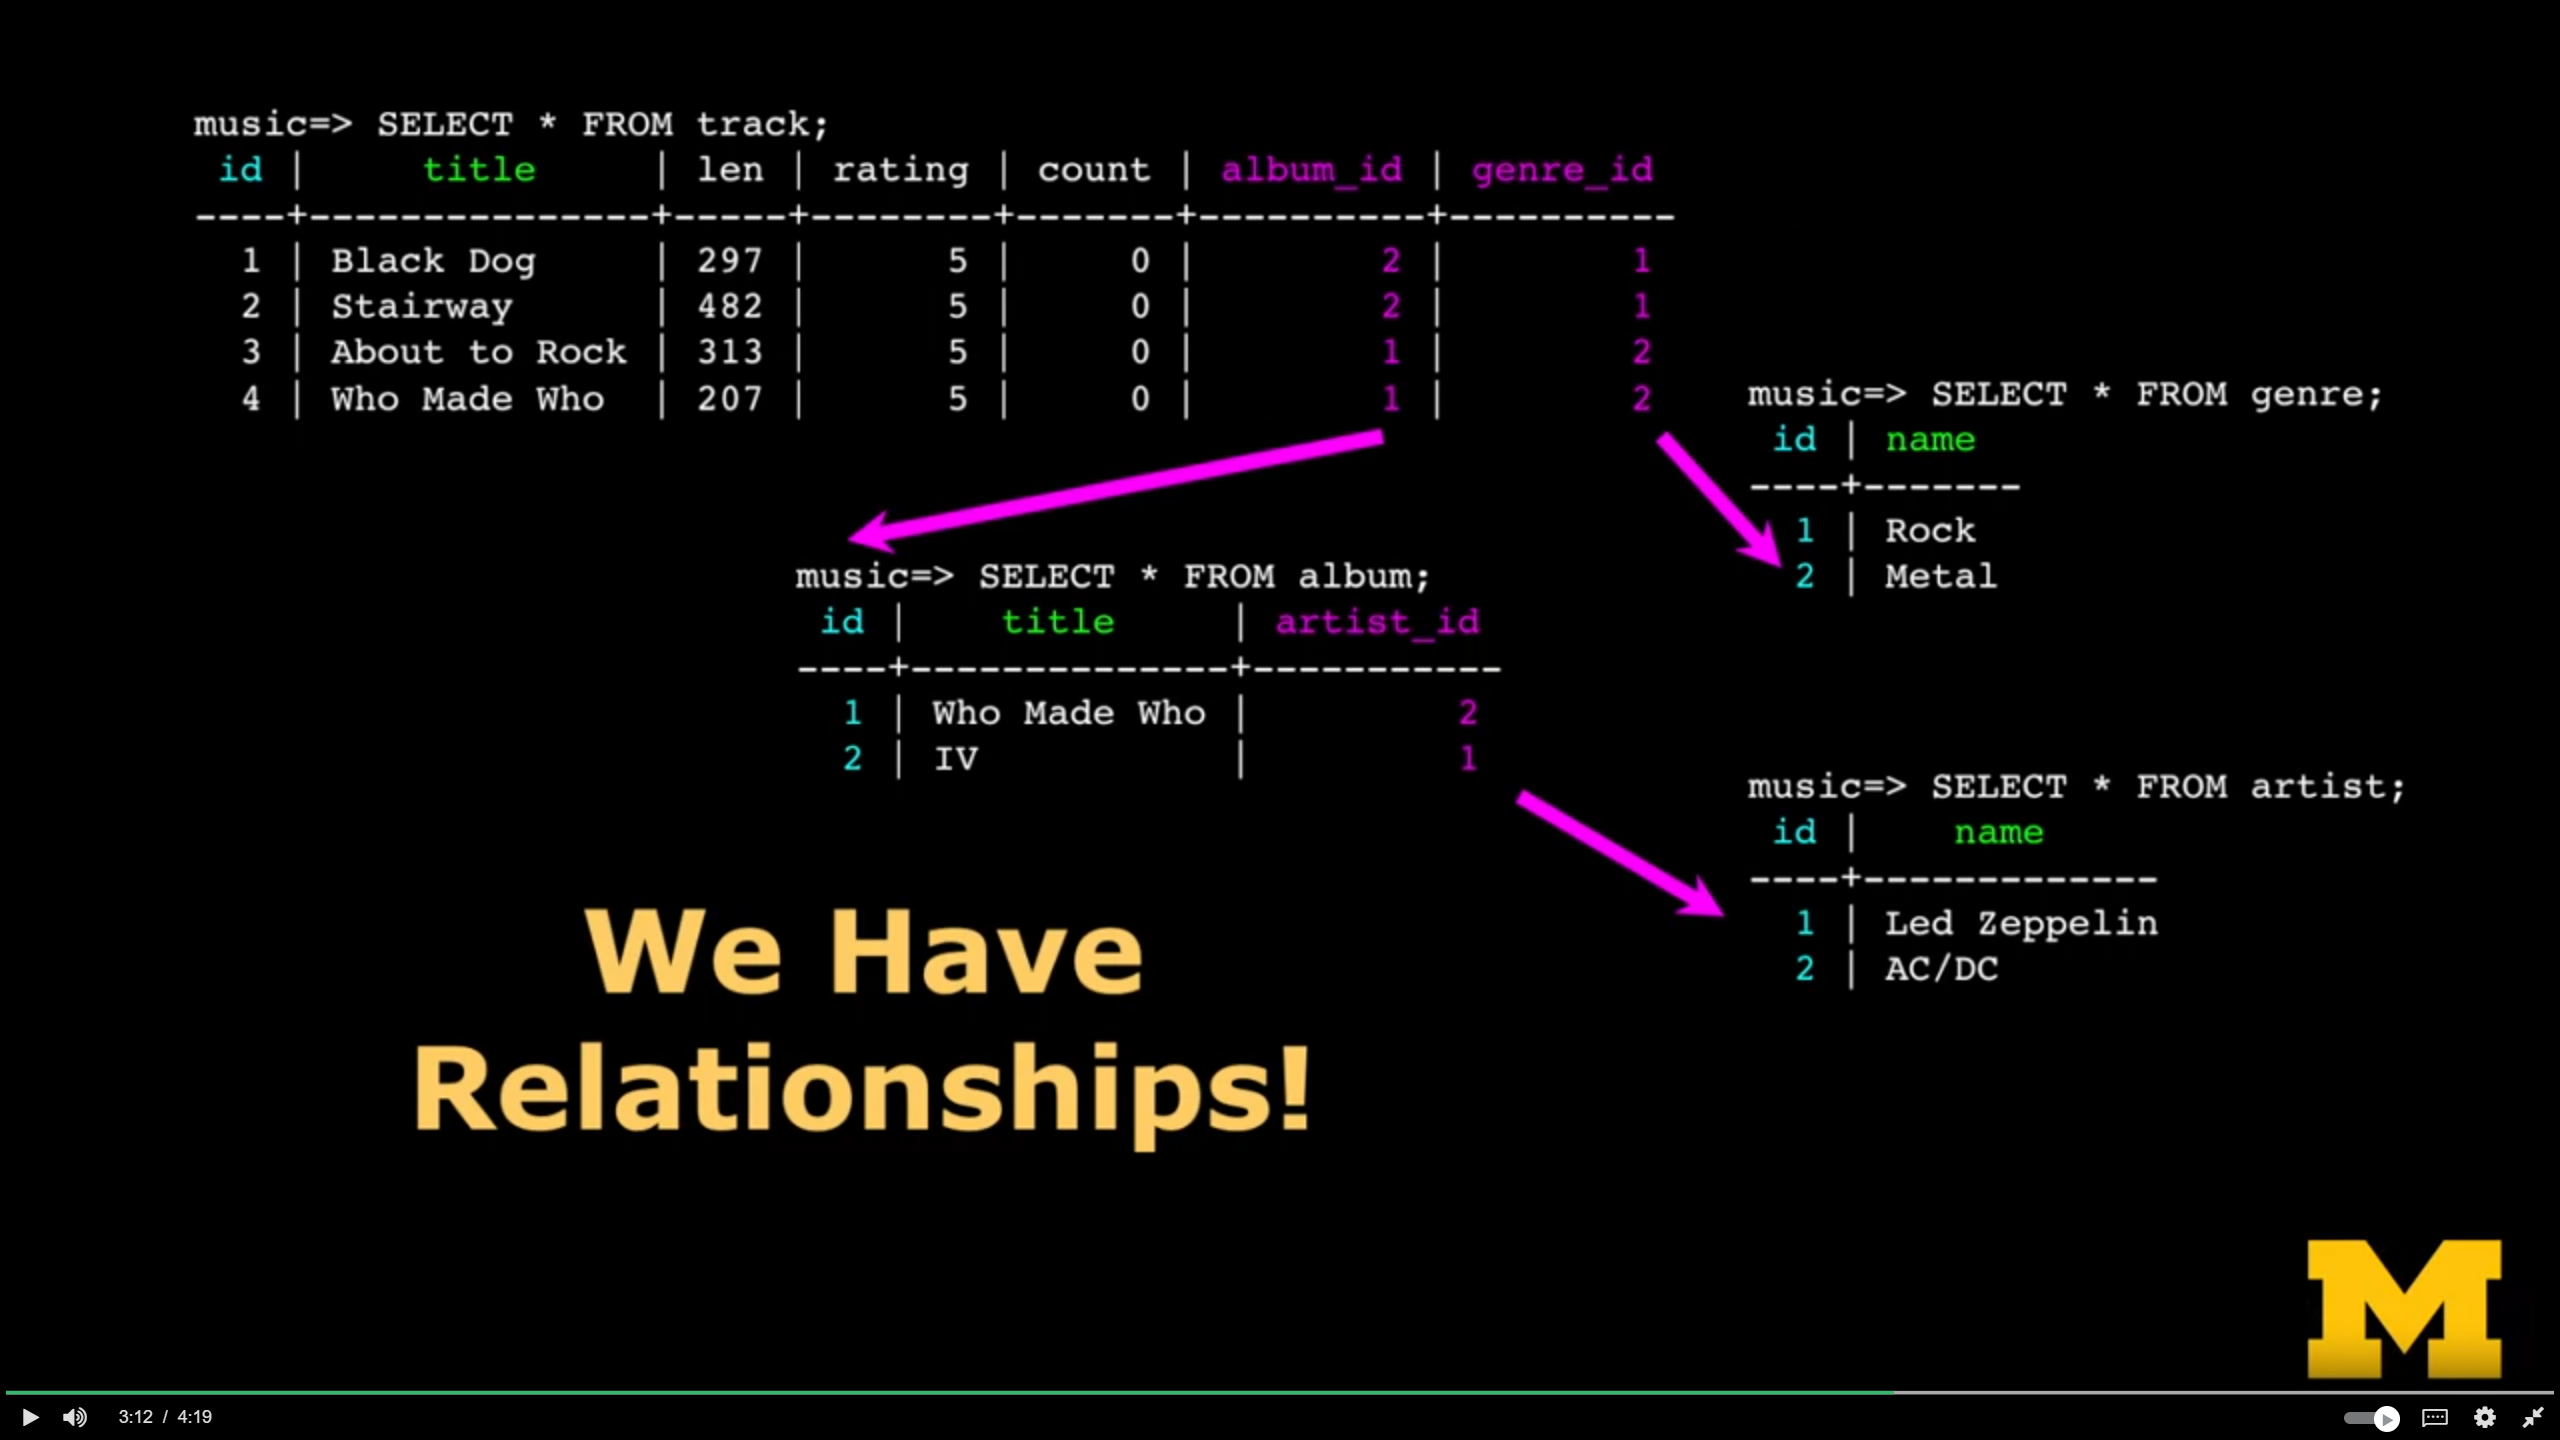 music=> SELECT * FROM track;
id | title | len | rating | count | album_id | genre_id
----+---------------+-----+--------+-------+----------+----------
1 | Black Dog | 297 | 5 | 0 | 2 | 1
2 | Stairway | 482 | 5 | 0 | 2 | 1
3 | About to Rock | 313 | 5 | 0 | 1 | 2
4 | Who Made Who | 207 | 5 | 0 | 1 | 2
music=> SELECT * FROM genre;
id | name
----+-------
1 | Rock
2 | Metal
music=> SELECT * FROM album;
id | title | artist_id
----+--------------+-----------
1 | Who Made Who | 2
2 | IV | 1
music=> SELECT * FROM artist;
id | name
----+-------------
1 | Led Zeppelin
2 | AC/DC
We Have
Relationships!
M
3:12 / 4:19